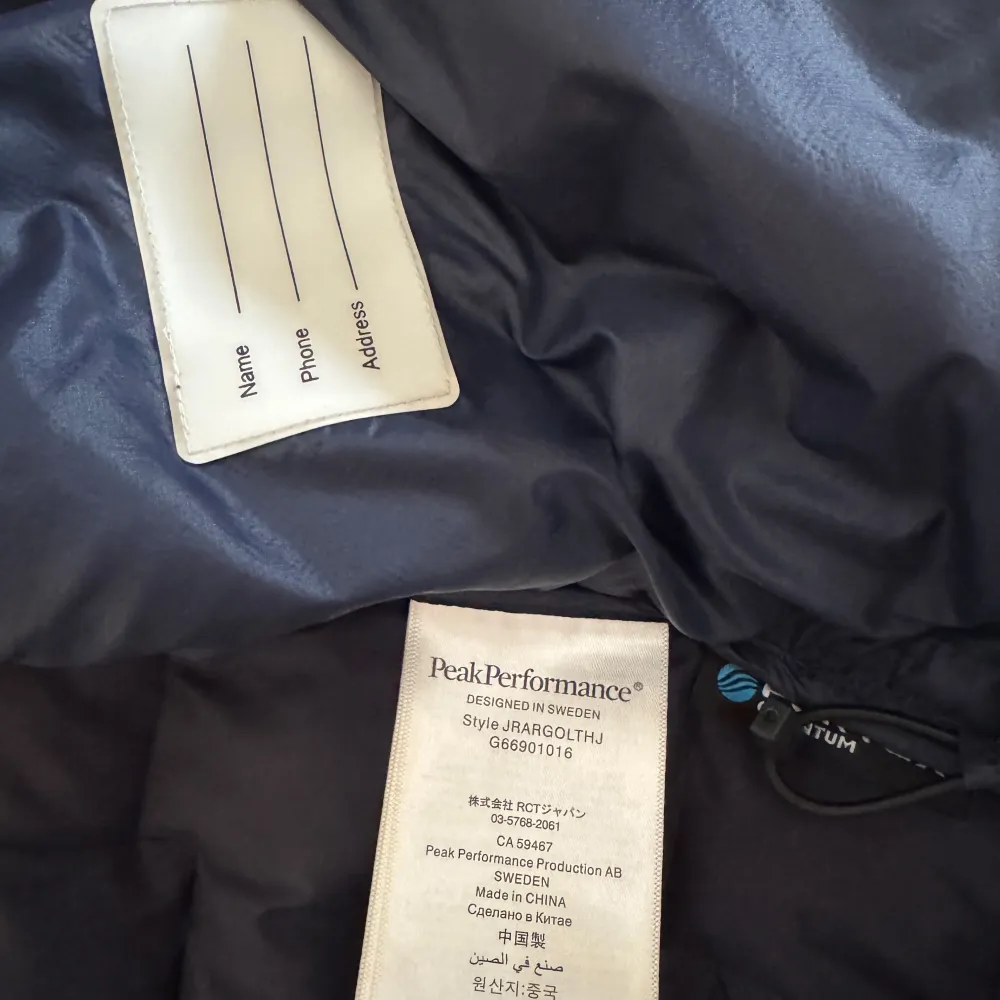 Name
Phone
Address
PeakPerformance®
DESIGNED IN SWEDEN
Style JRARGOLTHJ
G66901016
株式会社 RCTジャパン
03-5768-2061
CA 59467
Peak Performance Production AB
SWEDEN
Made in CHINA
Сделано в Китае
中国製
صنع في الصين
원산지:중국